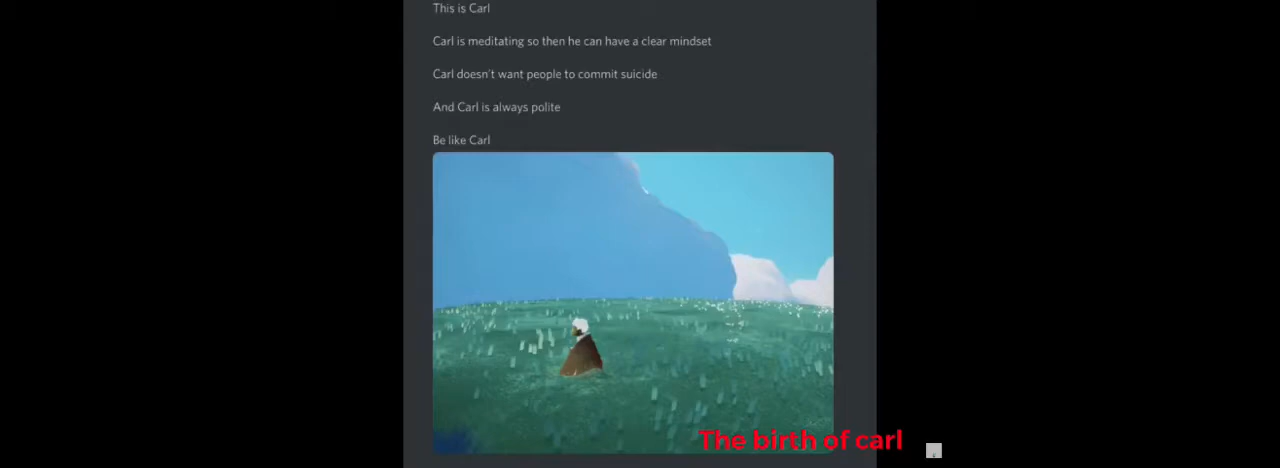 This is Carl
Carl is meditating so then he can have a clear mindset
Carl doesn't want people to commit suicide
And Carl is always polite
Be like Carl
The birth of carl